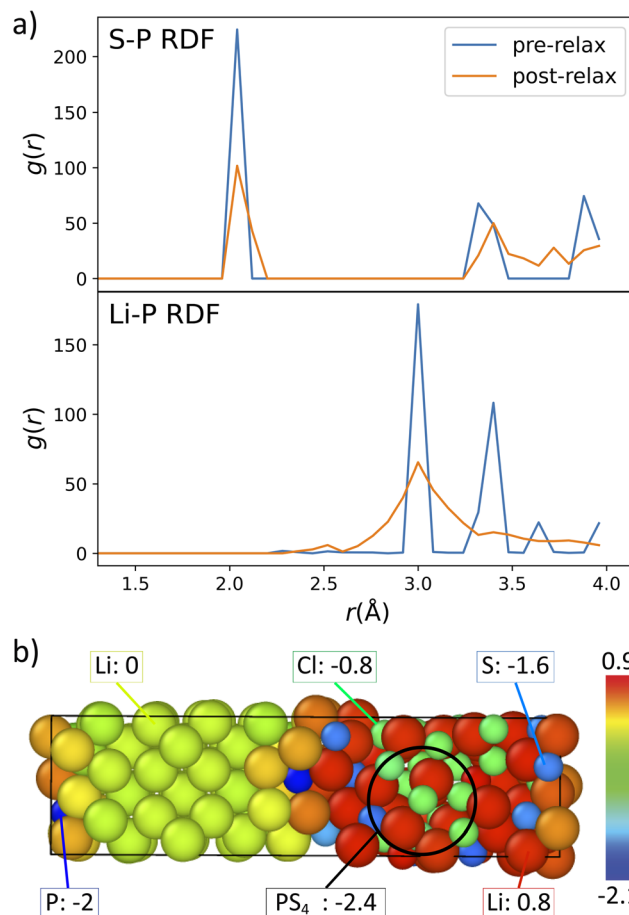 a)
S-P RDF
pre-relax
post-relax
200
150
100
50
0
g(r)
Li-P RDF
150
100
50
0
g(r)
1.5 2.0 2.5 3.0 3.5 4.0
r(Å)
b)
Li: 0 Cl: -0.8 S: -1.6 0.9
P: -2 PS₄ : -2.4 Li: 0.8 -2.1